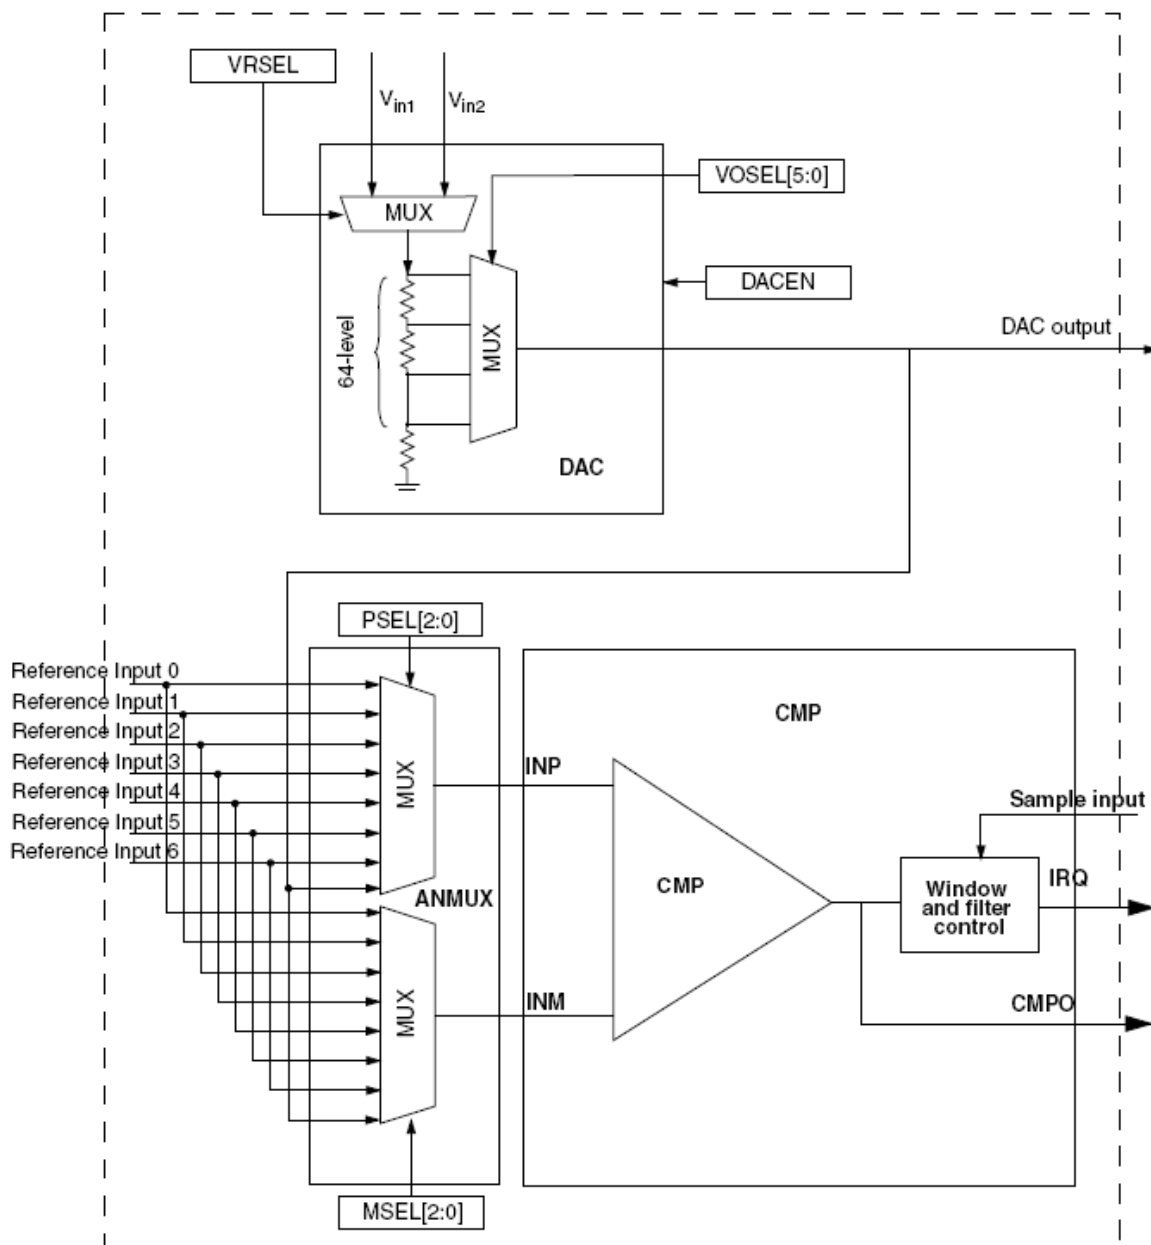 VRSEL
Vin1
Vin2
VOSEL[5:0]
MUX
DACEN
64-level
MUX
DAC output
DAC
PSEL[2:0]
Reference Input 0
Reference Input 1
Reference Input 2
Reference Input 3
Reference Input 4
Reference Input 5
Reference Input 6
MUX
ANMUX
MUX
MSEL[2:0]
CMP
INP
INM
CMP
Sample input
Window
and filter
control
IRQ
CMPO